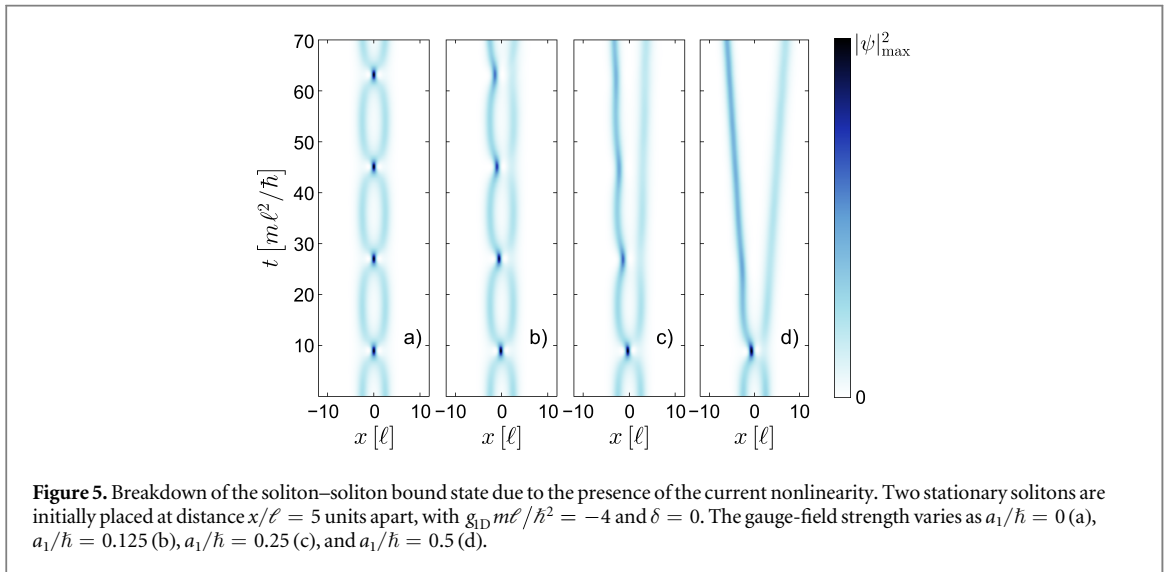 70
60
50
40
30
20
10
t [mℓ²/ħ]
a)
b)
c)
d)
|ψ|²max
0
−10 0 10 −10 0 10 −10 0 10 −10 0 10
x [ℓ] x [ℓ] x [ℓ] x [ℓ]
Figure 5. Breakdown of the soliton–soliton bound state due to the presence of the current nonlinearity. Two stationary solitons are
initially placed at distance x/ℓ = 5 units apart, with g1D mℓ/ħ² = −4 and δ = 0. The gauge-field strength varies as a₁/ħ = 0 (a),
a₁/ħ = 0.125 (b), a₁/ħ = 0.25 (c), and a₁/ħ = 0.5 (d).